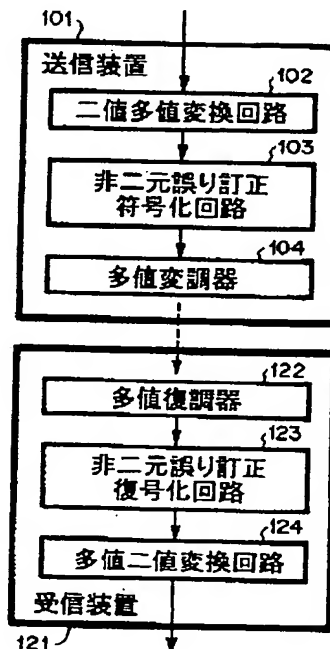 101
送信装置
102
二値多値変換回路
103
非二元誤り訂正
符号化回路
104
多値変調器
122
多値復調器
123
非二元誤り訂正
復号化回路
124
多値二値変換回路
受信装置
121